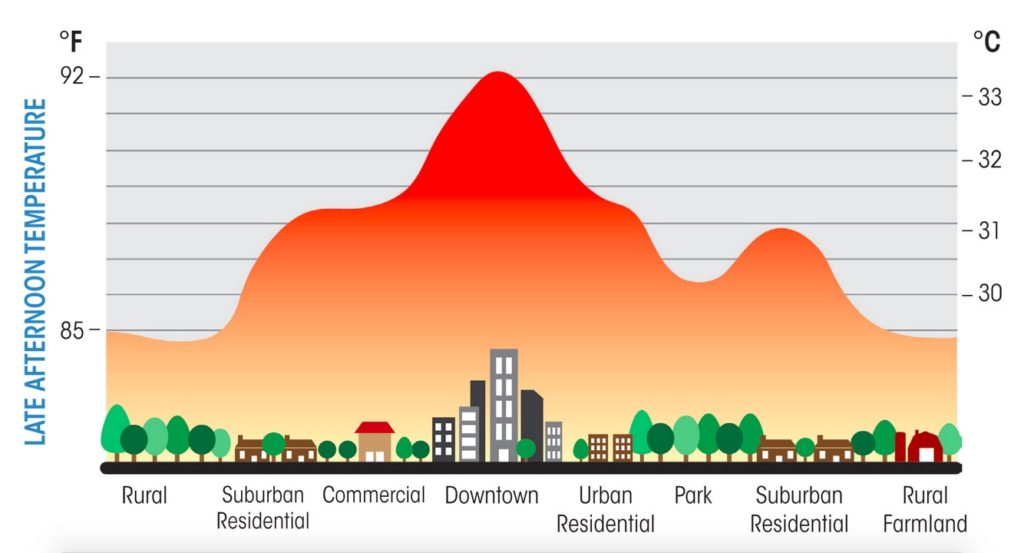 °F
°C
92
33
32
31
30
85
LATE AFTERNOON TEMPERATURE
Rural
Suburban
Residential
Commercial
Downtown
Urban
Residential
Park
Suburban
Residential
Rural
Farmland